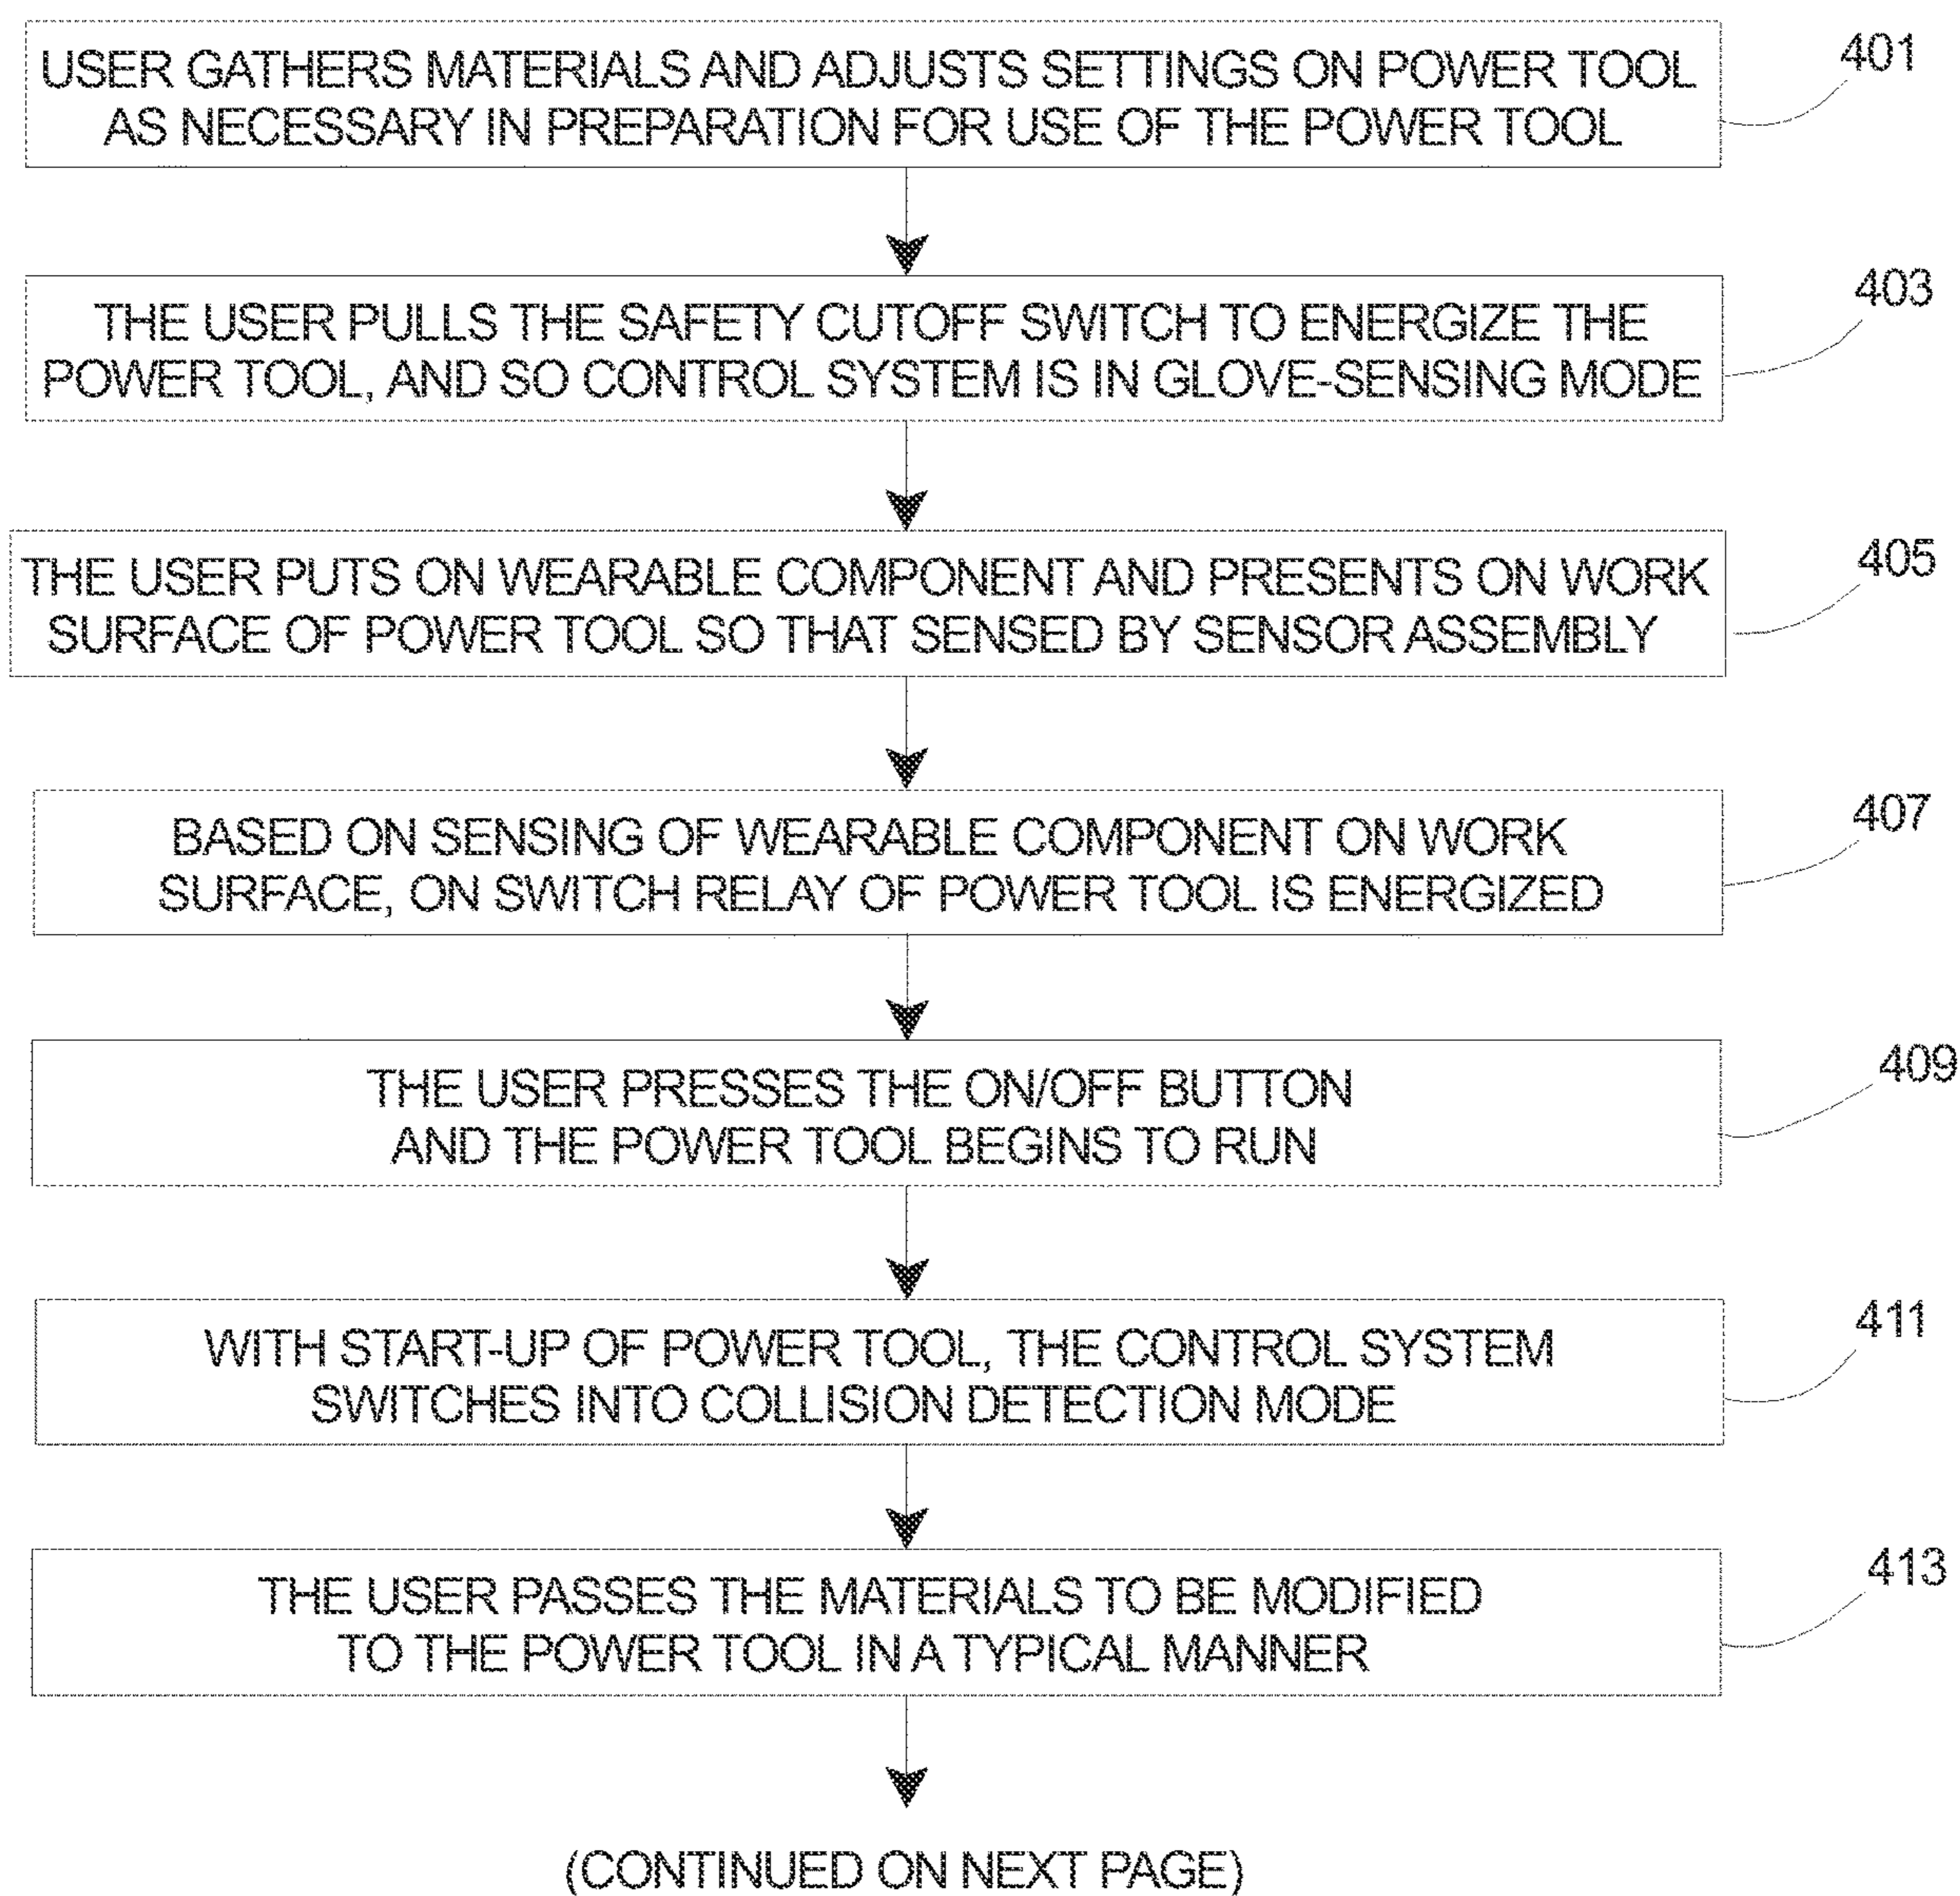 USER GATHERS MATERIALS AND ADJUSTS SETTINGS ON POWER TOOL
AS NECESSARY IN PREPARATION FOR USE OF THE POWER TOOL
401
THE USER PULLS THE SAFETY CUTOFF SWITCH TO ENERGIZE THE
POWER TOOL, AND SO CONTROL SYSTEM IS IN GLOVE-SENSING MODE
403
THE USER PUTS ON WEARABLE COMPONENT AND PRESENTS ON WORK
SURFACE OF POWER TOOL SO THAT SENSED BY SENSOR ASSEMBLY
405
BASED ON SENSING OF WEARABLE COMPONENT ON WORK
SURFACE, ON SWITCH RELAY OF POWER TOOL IS ENERGIZED
407
THE USER PRESSES THE ON/OFF BUTTON
AND THE POWER TOOL BEGINS TO RUN
409
WITH START-UP OF POWER TOOL, THE CONTROL SYSTEM
SWITCHES INTO COLLISION DETECTION MODE
411
THE USER PASSES THE MATERIALS TO BE MODIFIED
TO THE POWER TOOL IN A TYPICAL MANNER
413
(CONTINUED ON NEXT PAGE)